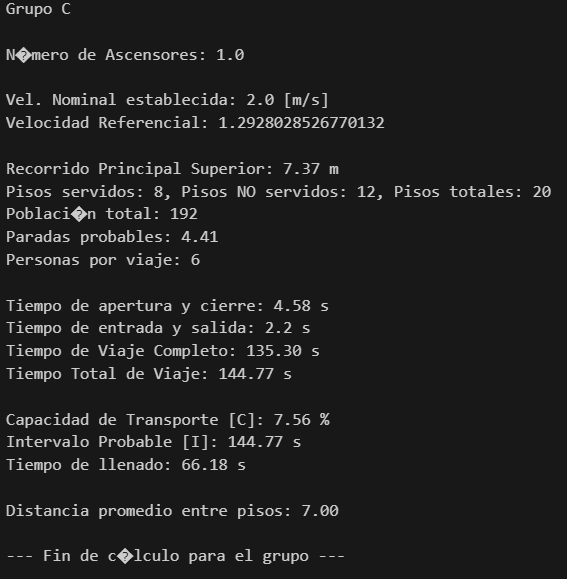 Grupo C
N�mero de Ascensores: 1.0
Vel. Nominal establecida: 2.0 [m/s]
Velocidad Referencial: 1.2928028526770132
Recorrido Principal Superior: 7.37 m
Pisos servidos: 8, Pisos NO servidos: 12, Pisos totales: 20
Poblaci�n total: 192
Paradas probables: 4.41
Personas por viaje: 6
Tiempo de apertura y cierre: 4.58 s
Tiempo de entrada y salida: 2.2 s
Tiempo de Viaje Completo: 135.30 s
Tiempo Total de Viaje: 144.77 s
Capacidad de Transporte [C]: 7.56 %
Intervalo Probable [I]: 144.77 s
Tiempo de llenado: 66.18 s
Distancia promedio entre pisos: 7.00
--- Fin de c�lculo para el grupo ---